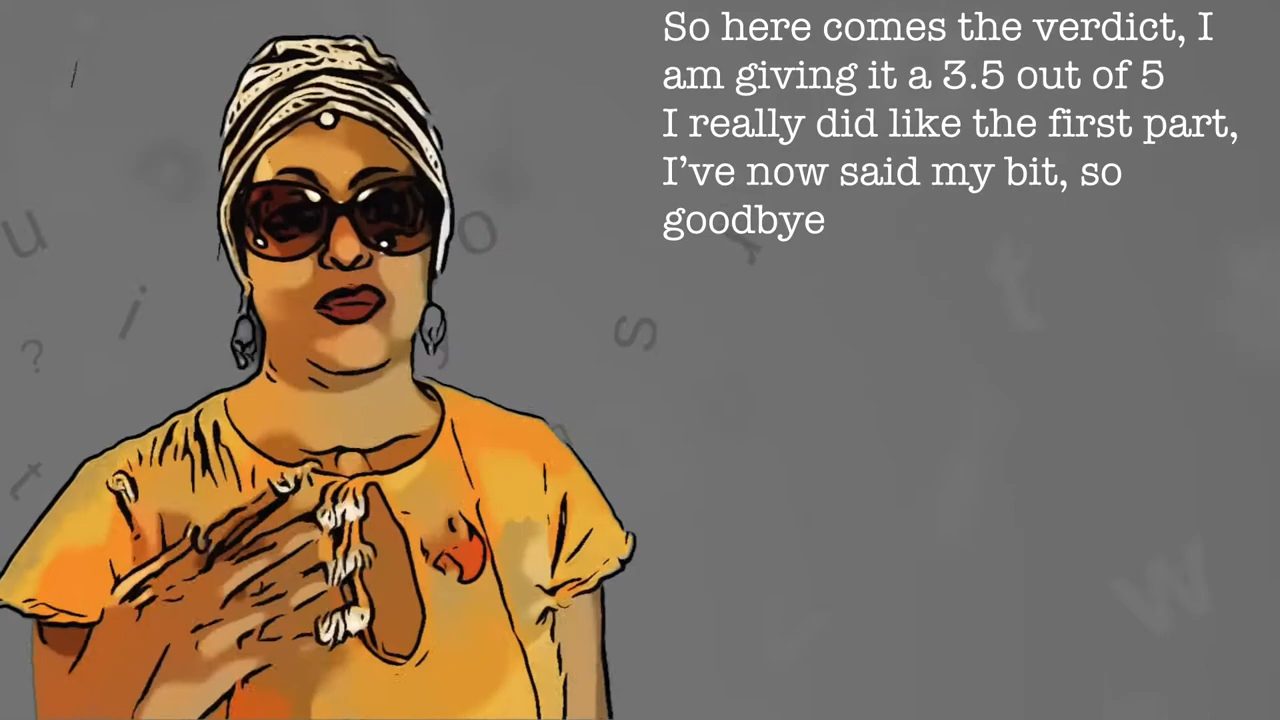 So here comes the verdict, I
am giving it a 3.5 out of 5
I really did like the first part,
I’ve now said my bit, so
goodbye
u
o
i
?
s
t
t
w